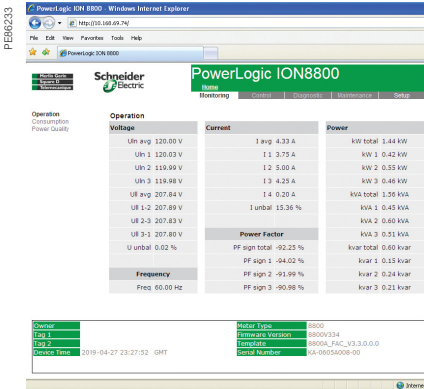 PE86233
PowerLogic ION 8800 - Windows Internet Explorer
http://10.168.69.74/
File Edit View Favorites Tools Help
PowerLogic ION 8800
Merlin Gerin
Square D
Telemecanique
Schneider
Electric
PowerLogic ION8800
Home
Monitoring | Control | Diagnostic | Maintenance | Setup
Operation
Consumption
Power Quality
Operation
Voltage
Uln avg 120.00 V
Uln 1 120.03 V
Uln 2 119.99 V
Uln 3 119.98 V
Ull avg 207.84 V
Ull 1-2 207.89 V
Ull 2-3 207.83 V
Ull 3-1 207.80 V
U unbal 0.02 %
Frequency
Freq 60.00 Hz
Current
I avg 4.33 A
I 1 3.75 A
I 2 5.00 A
I 3 4.25 A
I 4 0.20 A
I unbal 15.36 %
Power Factor
PF sign total -92.25 %
PF sign 1 -94.02 %
PF sign 2 -91.99 %
PF sign 3 -90.98 %
Power
kW total 1.44 kW
kW 1 0.42 kW
kW 2 0.55 kW
kW 3 0.46 kW
kVA total 1.56 kVA
kVA 1 0.45 kVA
kVA 2 0.60 kVA
kVA 3 0.51 kVA
kvar total 0.60 kvar
kvar 1 0.15 kvar
kvar 2 0.24 kvar
kvar 3 0.21 kvar
Owner
Tag 1
Tag 2
Device Time 2019-04-27 23:27:52 GMT
Meter Type 8800
Firmware Version 8800V334
Template 8800A_FAC_V3.3.0.0.0
Serial Number KA-0605A008-00
Interne